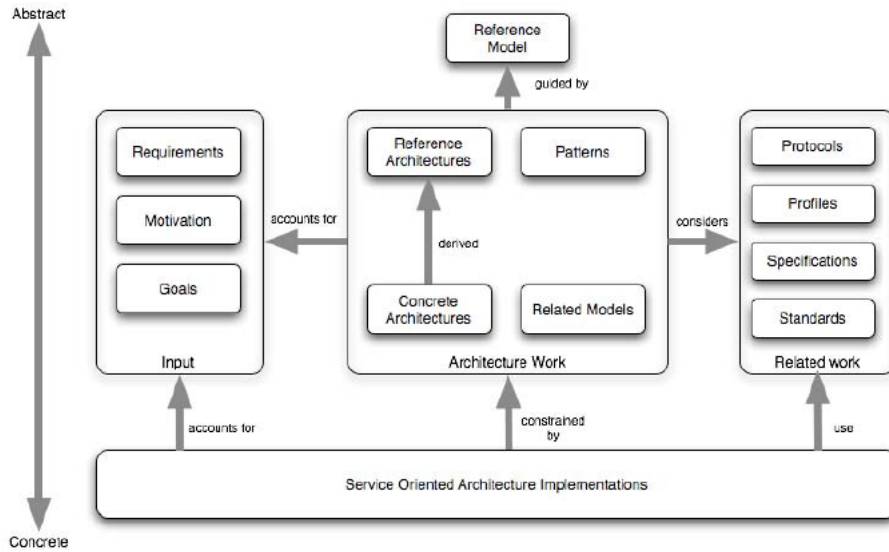 Abstract
Reference
Model
guided by
Requirements
Motivation
Goals
Input
accounts for
Reference
Architectures
Patterns
derived
Concrete
Architectures
Related Models
Architecture Work
considers
Protocols
Profiles
Specifications
Standards
Related work
accounts for
constrained
by
use
Service Oriented Architecture Implementations
Concrete